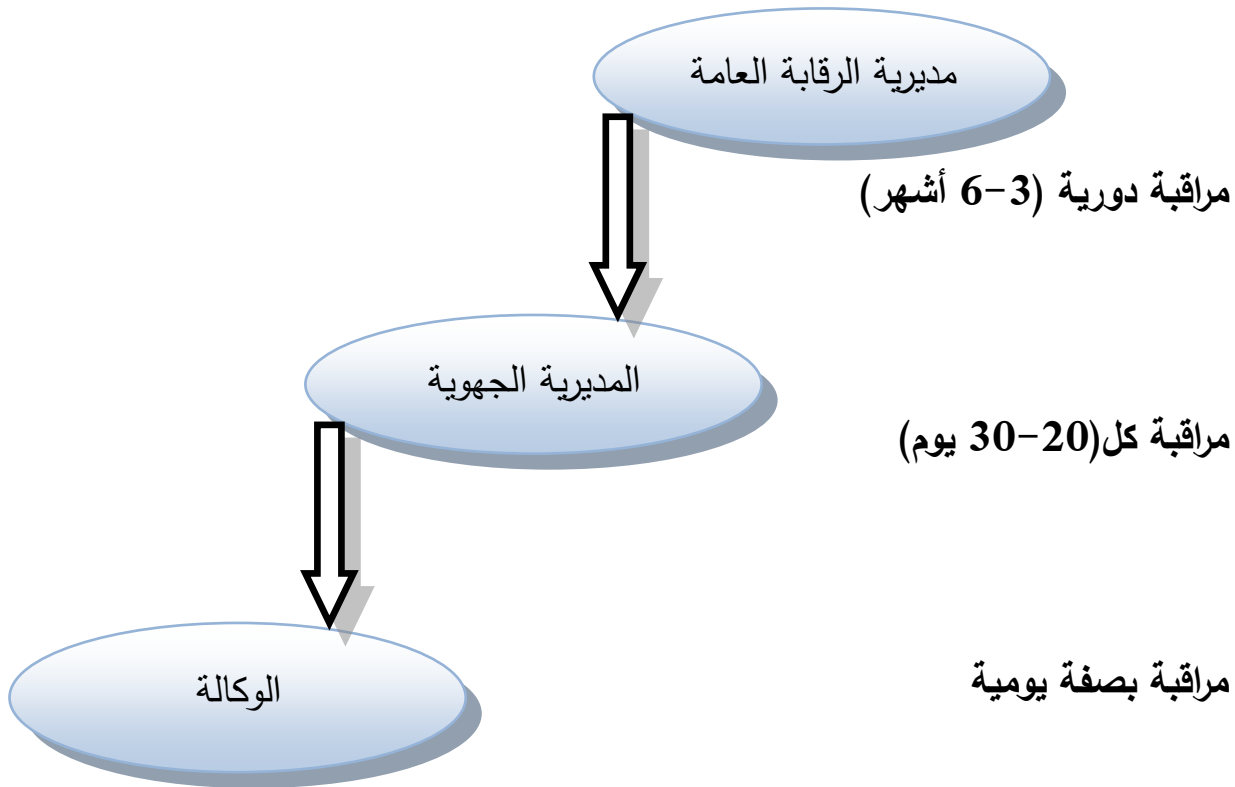 مديرية الرقابة العامة
مراقبة دورية (3-6 أشهر)
المديرية الجهوية
مراقبة كل(20-30 يوم)
الوكالة
مراقبة بصفة يومية